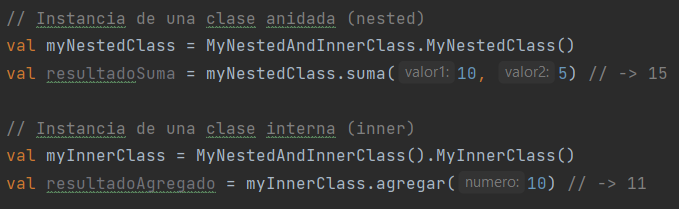 // Instancia de una clase anidada (nested)
val myNestedClass = MyNestedAndInnerClass.MyNestedClass()
val resultadoSuma = myNestedClass.suma( valor1: 10, valor2: 5) // -> 15
// Instancia de una clase interna (inner)
val myInnerClass = MyNestedAndInnerClass().MyInnerClass()
val resultadoAgregado = myInnerClass.agregar( numero: 10) // -> 11